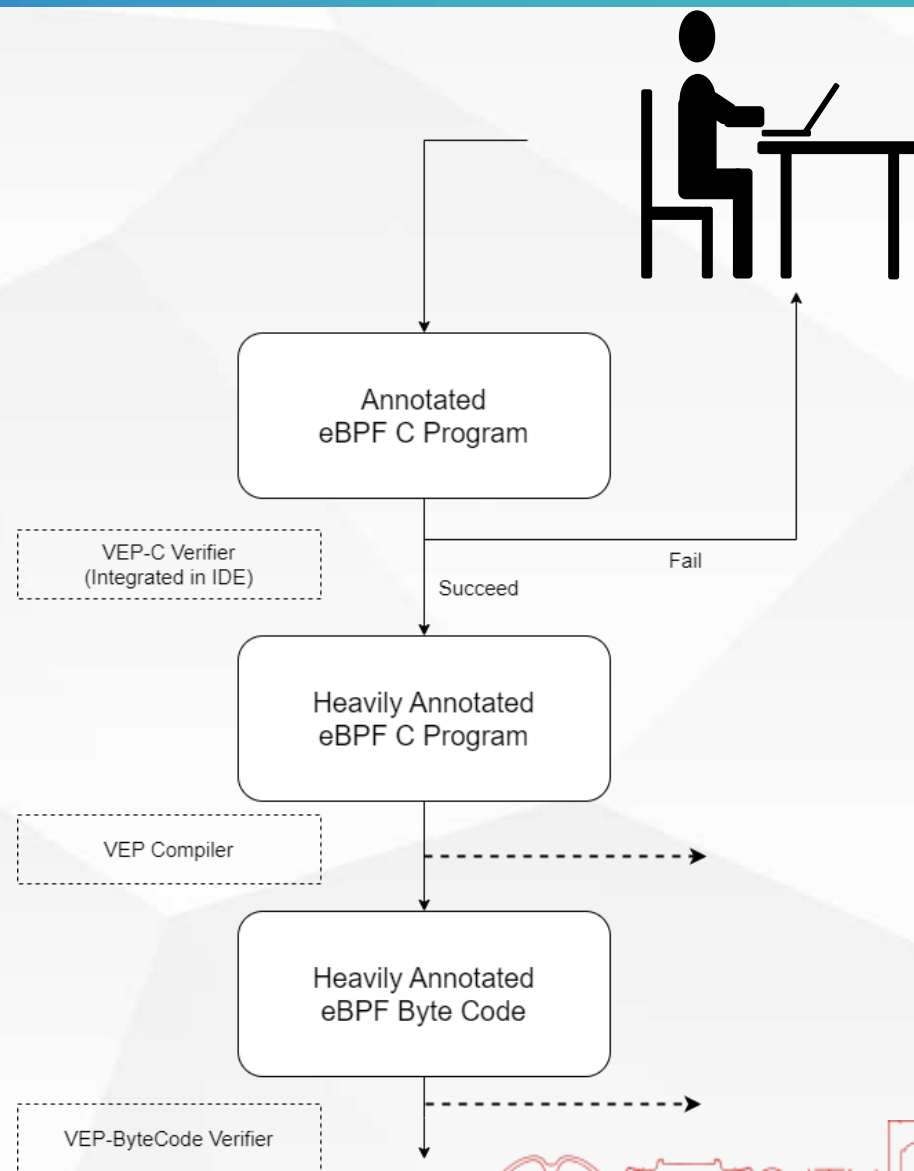 Annotated
eBPF C Program
VEP-C Verifier
(Integrated in IDE)
Fail
Succeed
Heavily Annotated
eBPF C Program
VEP Compiler
Heavily Annotated
eBPF Byte Code
VEP-ByteCode Verifier